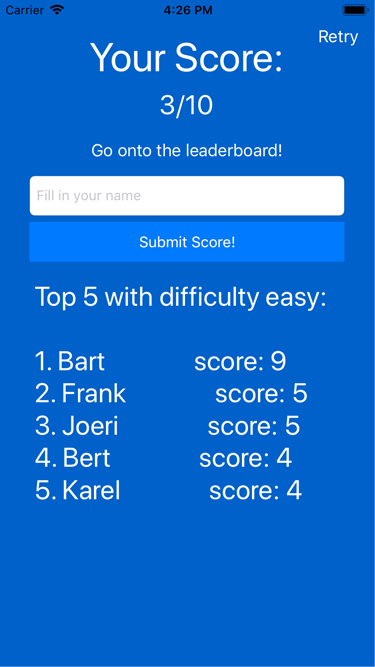 Carrier 4:26 PM
Retry
Your Score:
3/10
Go onto the leaderboard!
Fill in your name
Submit Score!
Top 5 with difficulty easy:
1. Bart score: 9
2. Frank score: 5
3. Joeri score: 5
4. Bert score: 4
5. Karel score: 4